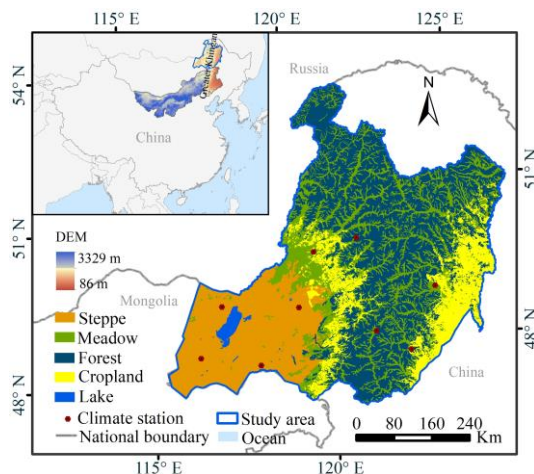 115° E
120° E
125° E
54° N
51° N
48° N
Greater Khingan
China
Russia
N
51° N
48° N
DEM
3329 m
86 m
Mongolia
Steppe
Meadow
Forest
Cropland
Lake
Climate station
National boundary
Study area
Ocean
China
0 40 80 160 240
Km
115° E
120° E